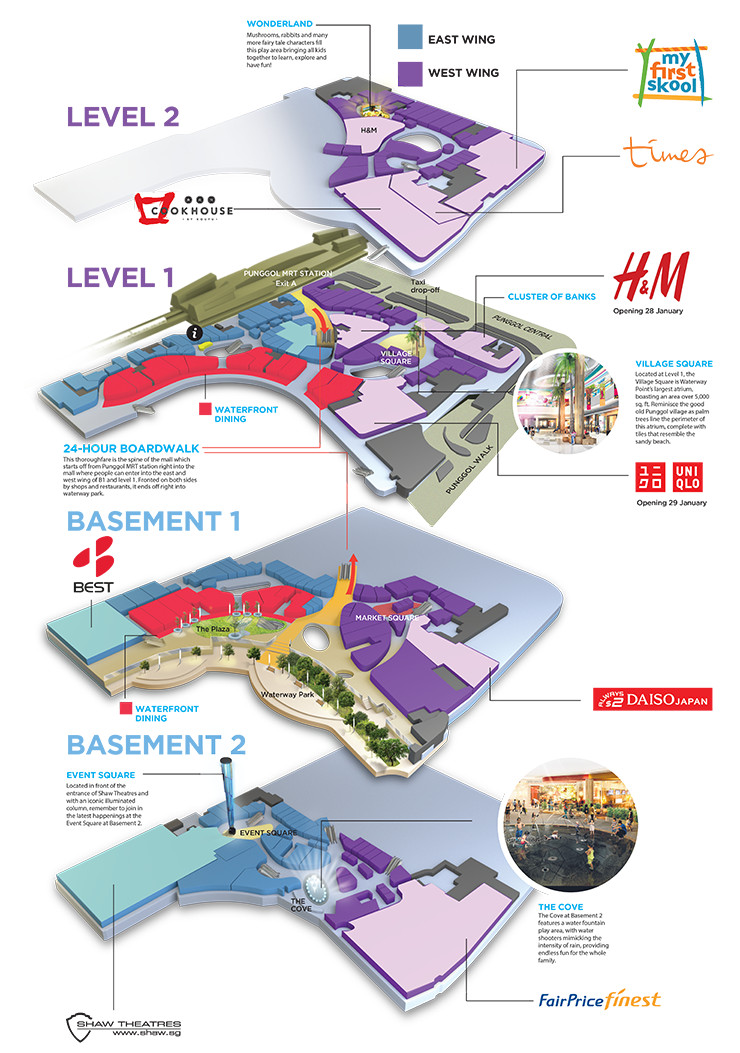 WONDERLAND
Mushrooms, rabbits and many
more fairy tale characters fill
this play area bringing all kids
together to learn, explore and
have fun!
EAST WING
WEST WING
my
first
skool
LEVEL 2
H&M
times
COOKHOUSE
LEVEL 1
PUNGGOL MRT STATION
Exit A
Taxi
drop-off
CLUSTER OF BANKS
H&M
Opening 28 January
PUNGGOL CENTRAL
i
VILLAGE
SQUARE
VILLAGE SQUARE
Located at Level 1, the
Village Square is Waterway
Point's largest atrium,
boasting an area over 5,000
sq. ft. Reminisce the good
old Punggol village as palm
trees line the perimeter of
this atrium, complete with
tiles that resemble the
sandy beach.
WATERFRONT
DINING
24-HOUR BOARDWALK
This thoroughfare is the spine of the mall which
starts off from Punggol MRT station right into the
mall where people can enter into the east and
west wing of B1 and level 1. Fronted on both sides
by shops and restaurants, it ends off right into
waterway park.
PUNGGOL WALK
ユニ
クロ
UNI
QLO
Opening 29 January
BASEMENT 1
BEST
The Plaza
MARKET SQUARE
Waterway Park
WATERFRONT
DINING
ALWAYS $2 DAISO JAPAN
BASEMENT 2
EVENT SQUARE
Located in front of the
entrance of Shaw Theatres and
with an iconic illuminated
column, remember to join in
the latest happenings at the
Event Square at Basement 2.
EVENT SQUARE
THE
COVE
THE COVE
The Cove at Basement 2
features a water fountain
play area, with water
shooters mimicking the
intensity of rain, providing
endless fun for the whole
family.
FairPrice finest
SHAW THEATRES
www.shaw.sg